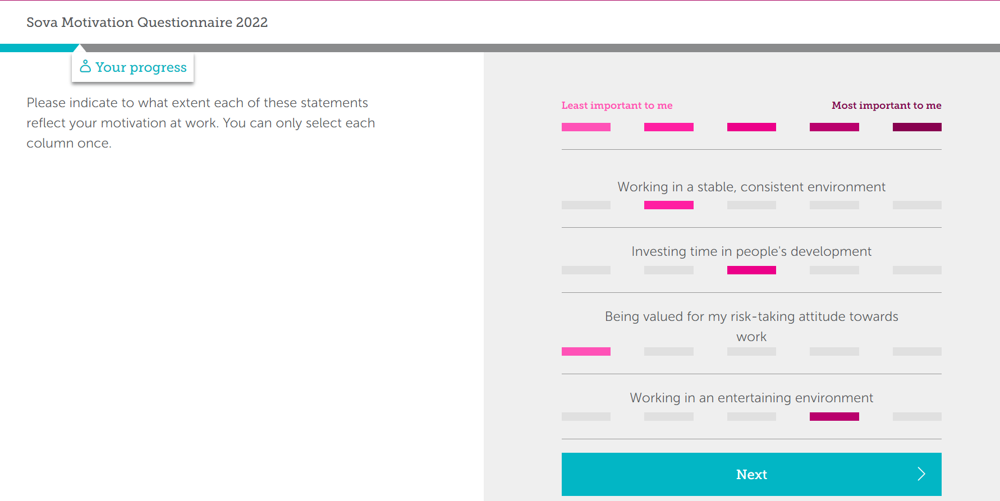 Sova Motivation Questionnaire 2022
Your progress
Please indicate to what extent each of these statements
reflect your motivation at work. You can only select each
column once.
Least important to me
Most important to me
Working in a stable, consistent environment
Investing time in people's development
Being valued for my risk-taking attitude towards
work
Working in an entertaining environment
Next